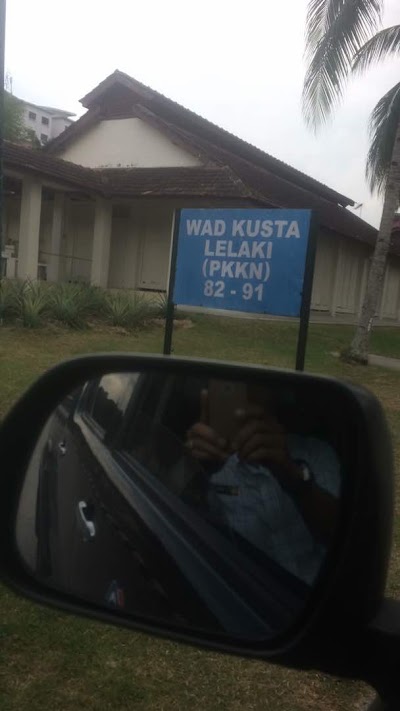 WAD KUSTA
LELAKI
(PKKN)
82 - 91